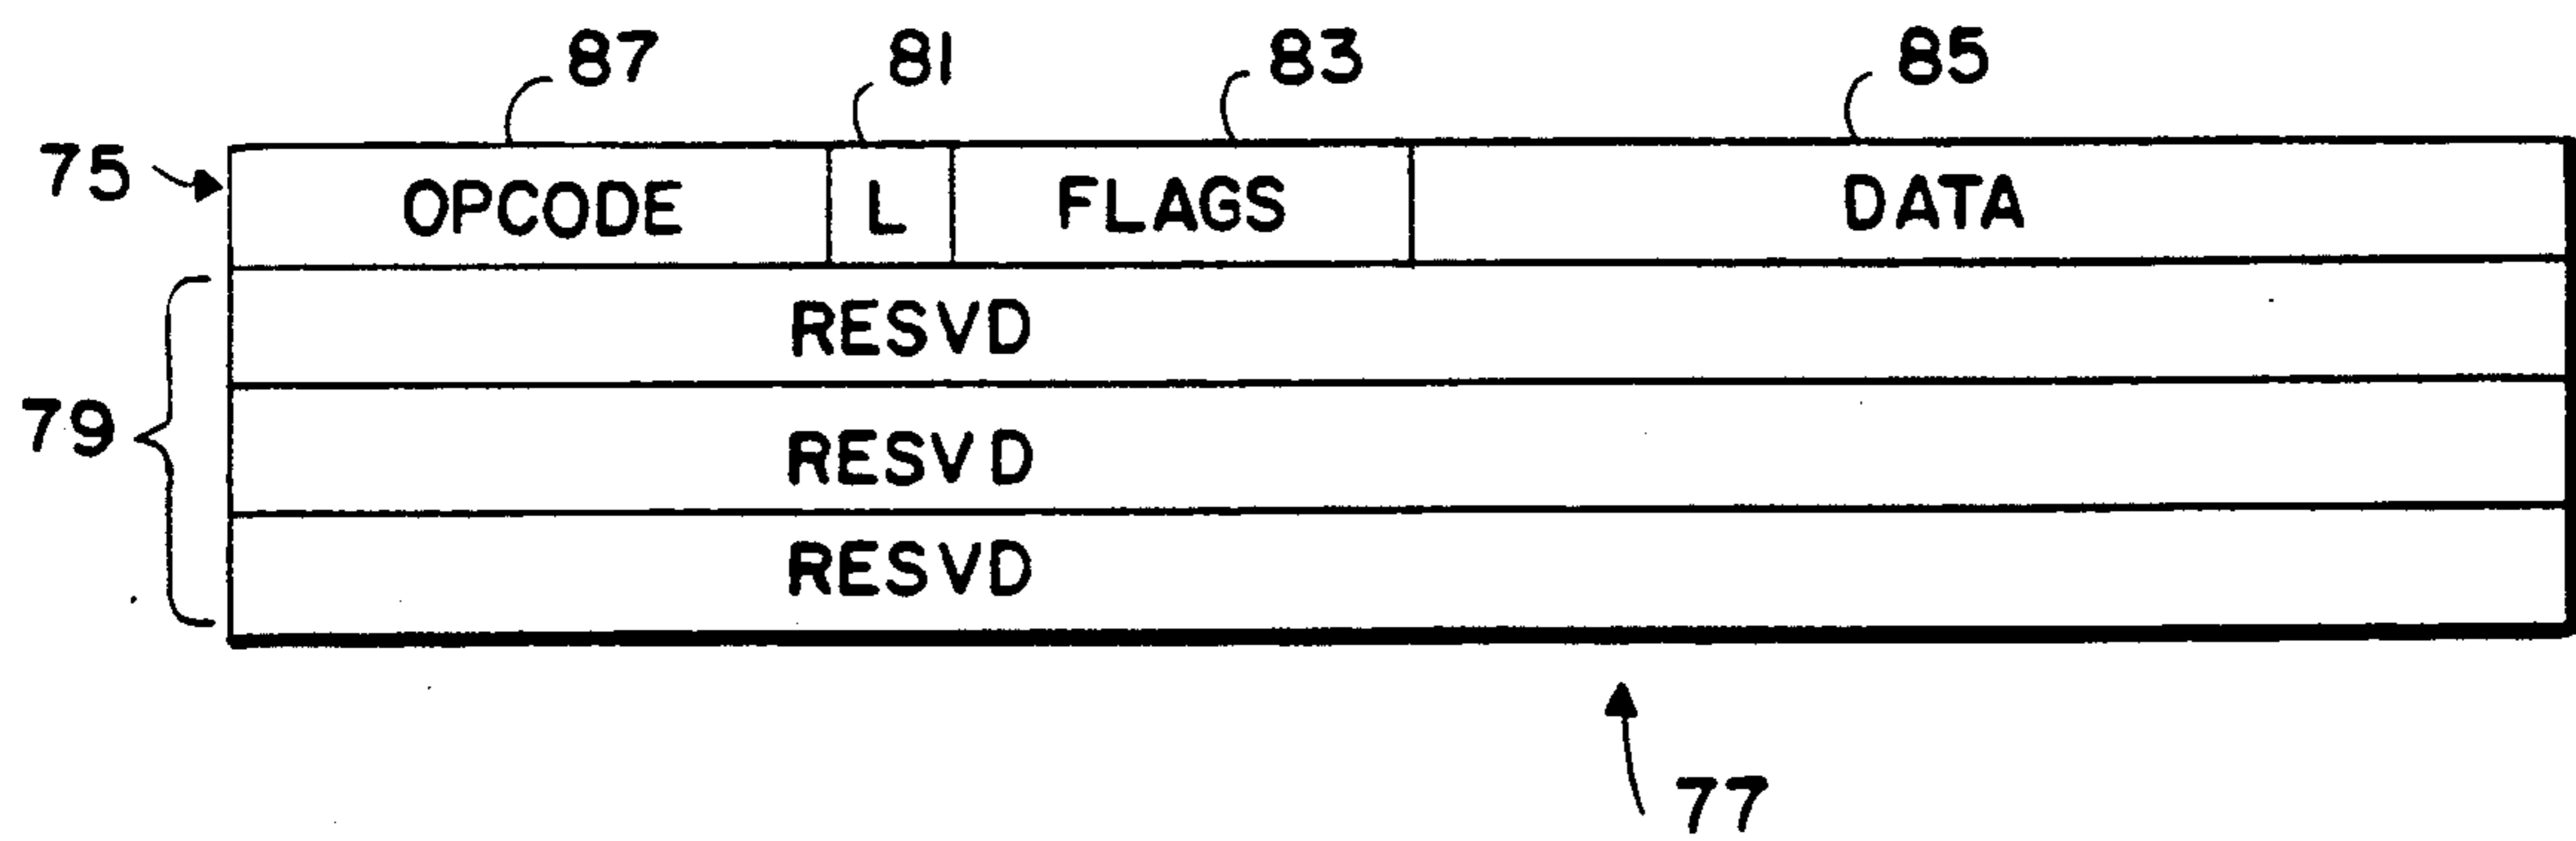 87 81 83 85
75 OPCODE L FLAGS DATA
RESVD
79 RESVD
RESVD
77